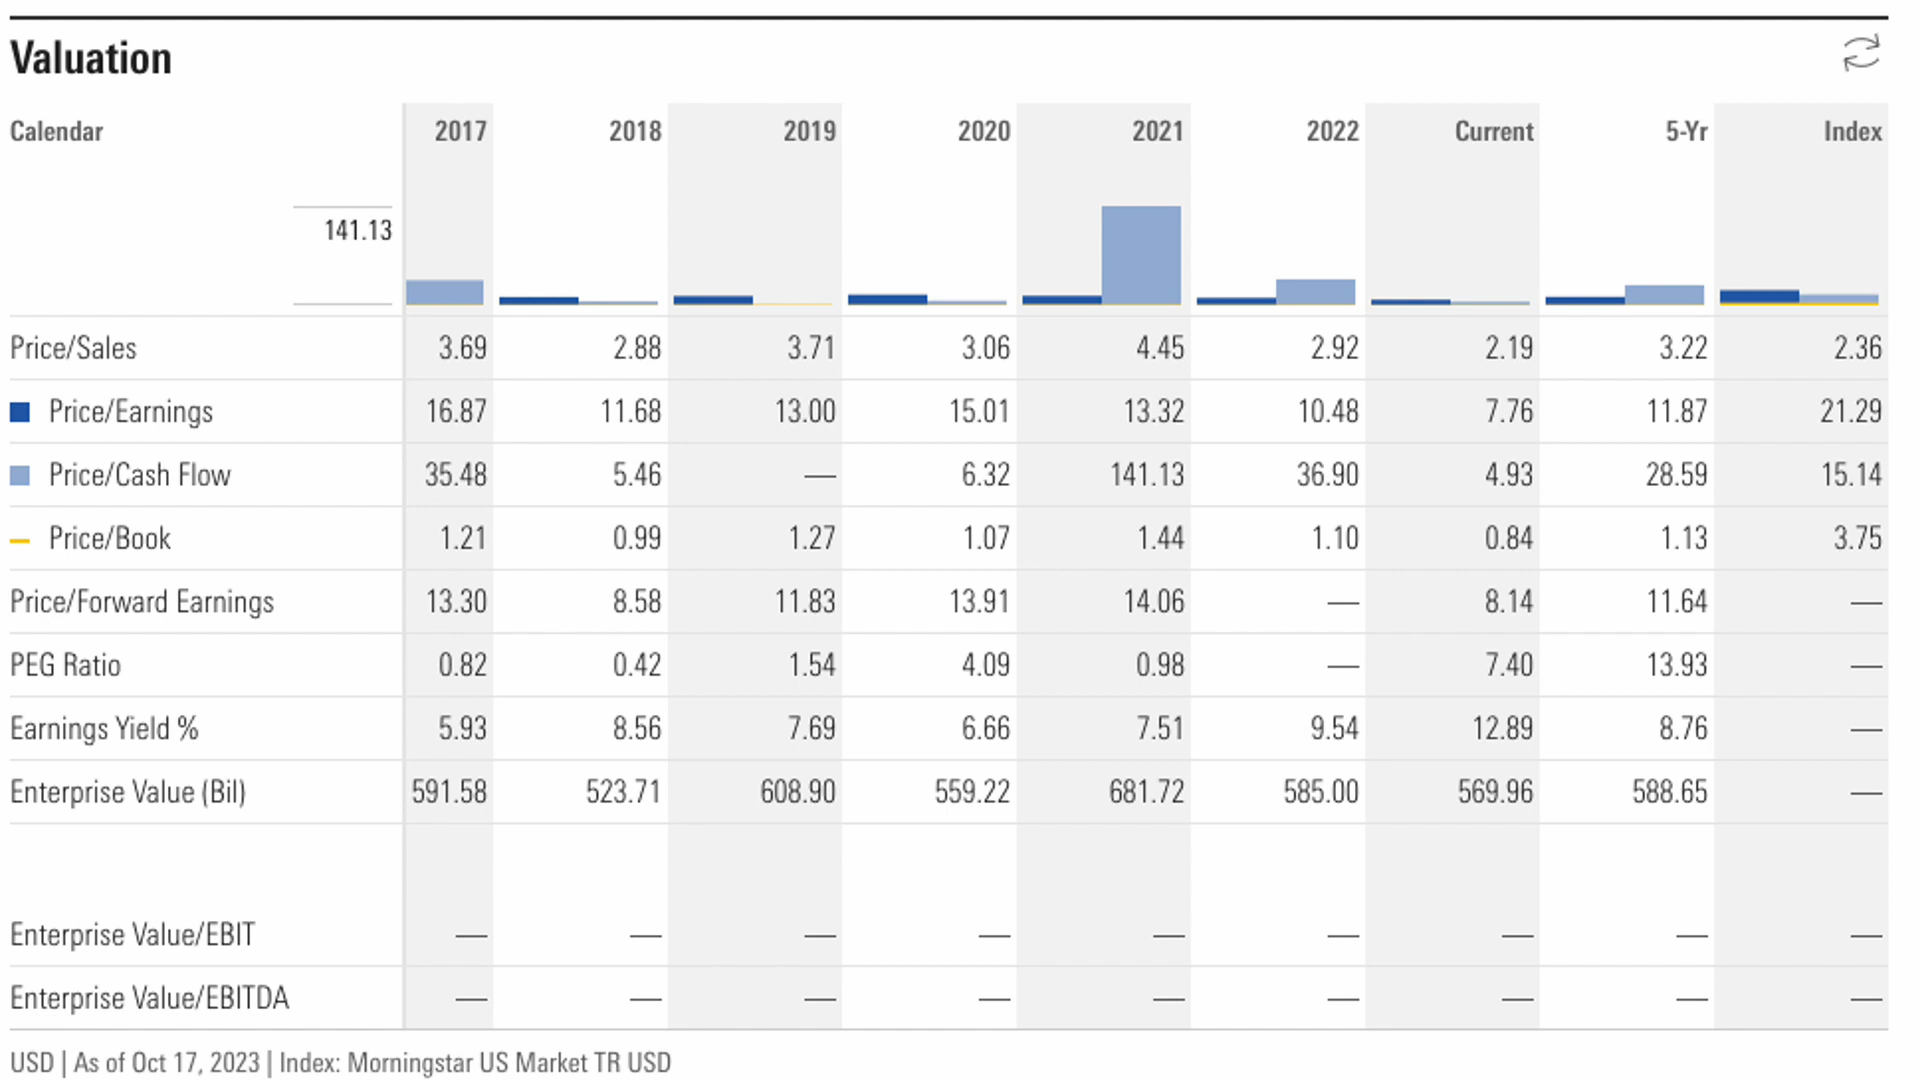 Valuation
Calendar 2017 2018 2019 2020 2021 2022 Current 5-Yr Index
141.13
Price/Sales 3.69 2.88 3.71 3.06 4.45 2.92 2.19 3.22 2.36
Price/Earnings 16.87 11.68 13.00 15.01 13.32 10.48 7.76 11.87 21.29
Price/Cash Flow 35.48 5.46 — 6.32 141.13 36.90 4.93 28.59 15.14
Price/Book 1.21 0.99 1.27 1.07 1.44 1.10 0.84 1.13 3.75
Price/Forward Earnings 13.30 8.58 11.83 13.91 14.06 — 8.14 11.64 —
PEG Ratio 0.82 0.42 1.54 4.09 0.98 — 7.40 13.93 —
Earnings Yield % 5.93 8.56 7.69 6.66 7.51 9.54 12.89 8.76 —
Enterprise Value (Bil) 591.58 523.71 608.90 559.22 681.72 585.00 569.96 588.65 —
Enterprise Value/EBIT — — — — — — — — —
Enterprise Value/EBITDA — — — — — — — — —
USD | As of Oct 17, 2023 | Index: Morningstar US Market TR USD